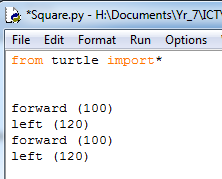 *Square.py - H:\Documents\Yr_7\ICT\
File Edit Format Run Options
from turtle import*
forward (100)
left (120)
forward (100)
left (120)